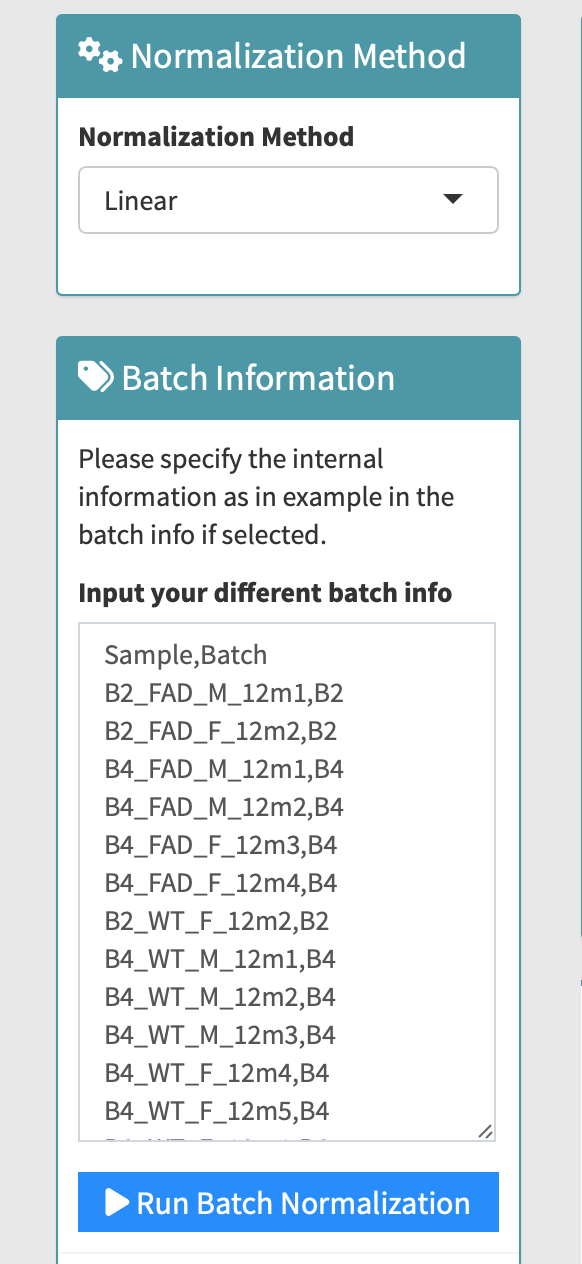 Normalization Method
Normalization Method
Linear
Batch Information
Please specify the internal
information as in example in the
batch info if selected.
Input your different batch info
Sample,Batch
B2_FAD_M_12m1,B2
B2_FAD_F_12m2,B2
B4_FAD_M_12m1,B4
B4_FAD_M_12m2,B4
B4_FAD_F_12m3,B4
B4_FAD_F_12m4,B4
B2_WT_F_12m2,B2
B4_WT_M_12m1,B4
B4_WT_M_12m2,B4
B4_WT_M_12m3,B4
B4_WT_F_12m4,B4
B4_WT_F_12m5,B4
Run Batch Normalization